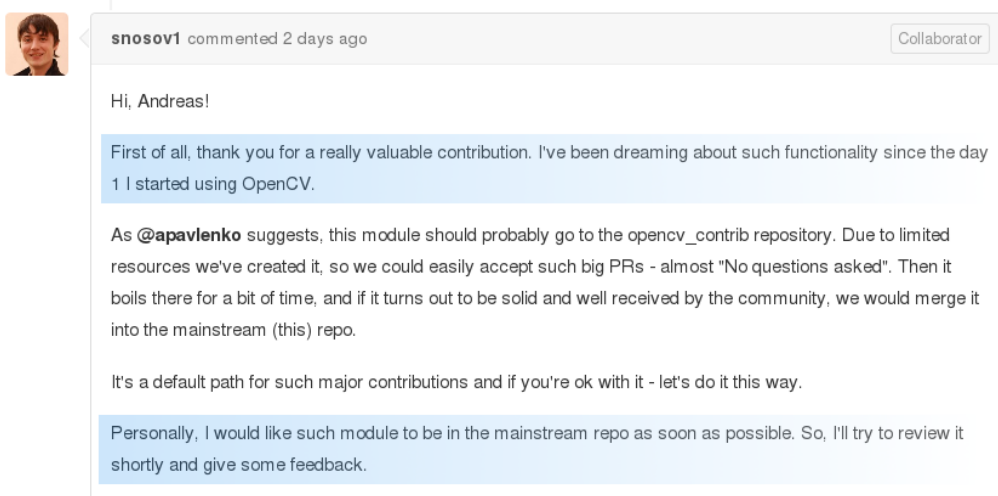 snosov1 commented 2 days ago
Collaborator
Hi, Andreas!
First of all, thank you for a really valuable contribution. I've been dreaming about such functionality since the day
1 I started using OpenCV.
As @apavlenko suggests, this module should probably go to the opencv_contrib repository. Due to limited
resources we've created it, so we could easily accept such big PRs - almost "No questions asked". Then it
boils there for a bit of time, and if it turns out to be solid and well received by the community, we would merge it
into the mainstream (this) repo.
It's a default path for such major contributions and if you're ok with it - let's do it this way.
Personally, I would like such module to be in the mainstream repo as soon as possible. So, I'll try to review it
shortly and give some feedback.